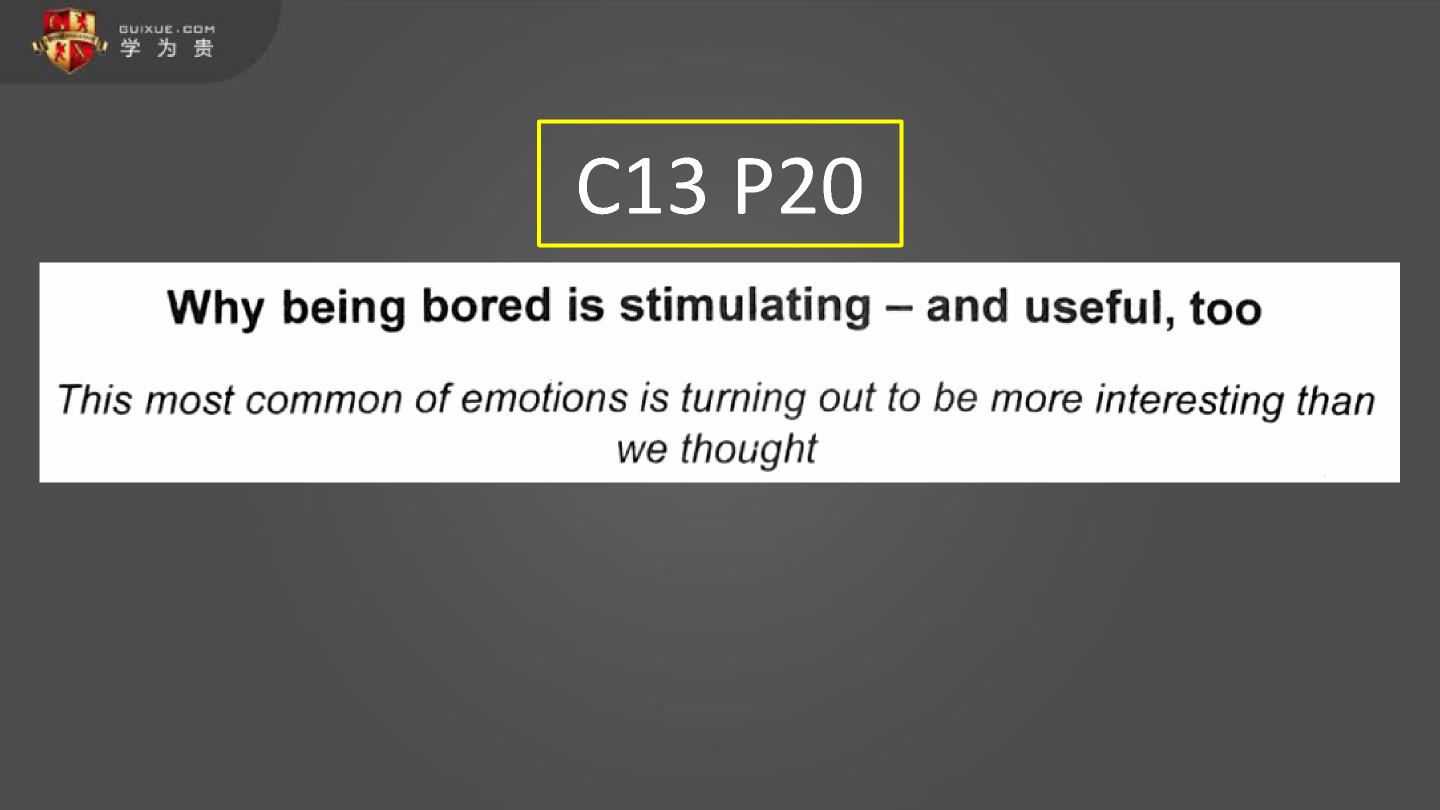 GUIXUE.COM
学为贵
C13 P20
Why being bored is stimulating – and useful, too
This most common of emotions is turning out to be more interesting than
we thought